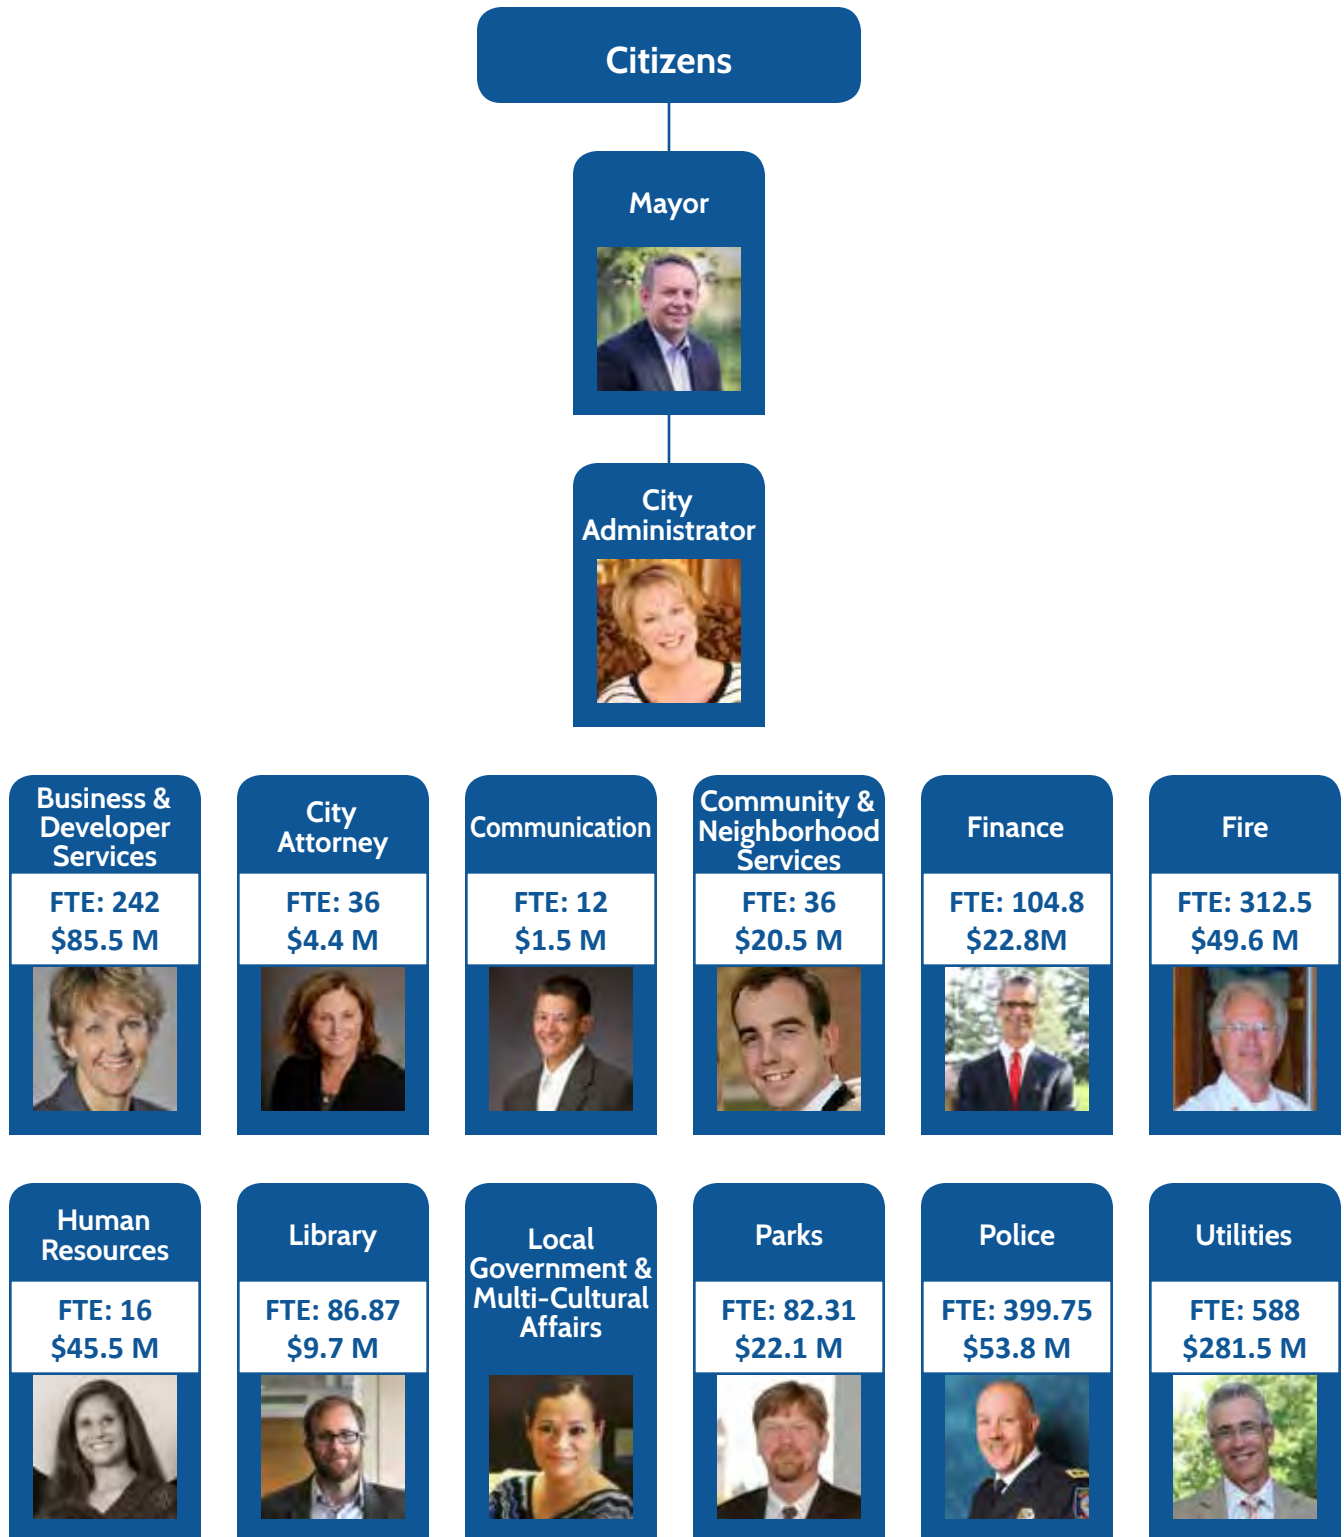 Citizens
Mayor
City
Administrator
Business &
Developer
Services
FTE: 242
$85.5 M
City
Attorney
FTE: 36
$4.4 M
Communication
FTE: 12
$1.5 M
Community &
Neighborhood
Services
FTE: 36
$20.5 M
Finance
FTE: 104.8
$22.8M
Fire
FTE: 312.5
$49.6 M
Human
Resources
FTE: 16
$45.5 M
Library
FTE: 86.87
$9.7 M
Local
Government &
Multi-Cultural
Affairs
Parks
FTE: 82.31
$22.1 M
Police
FTE: 399.75
$53.8 M
Utilities
FTE: 588
$281.5 M